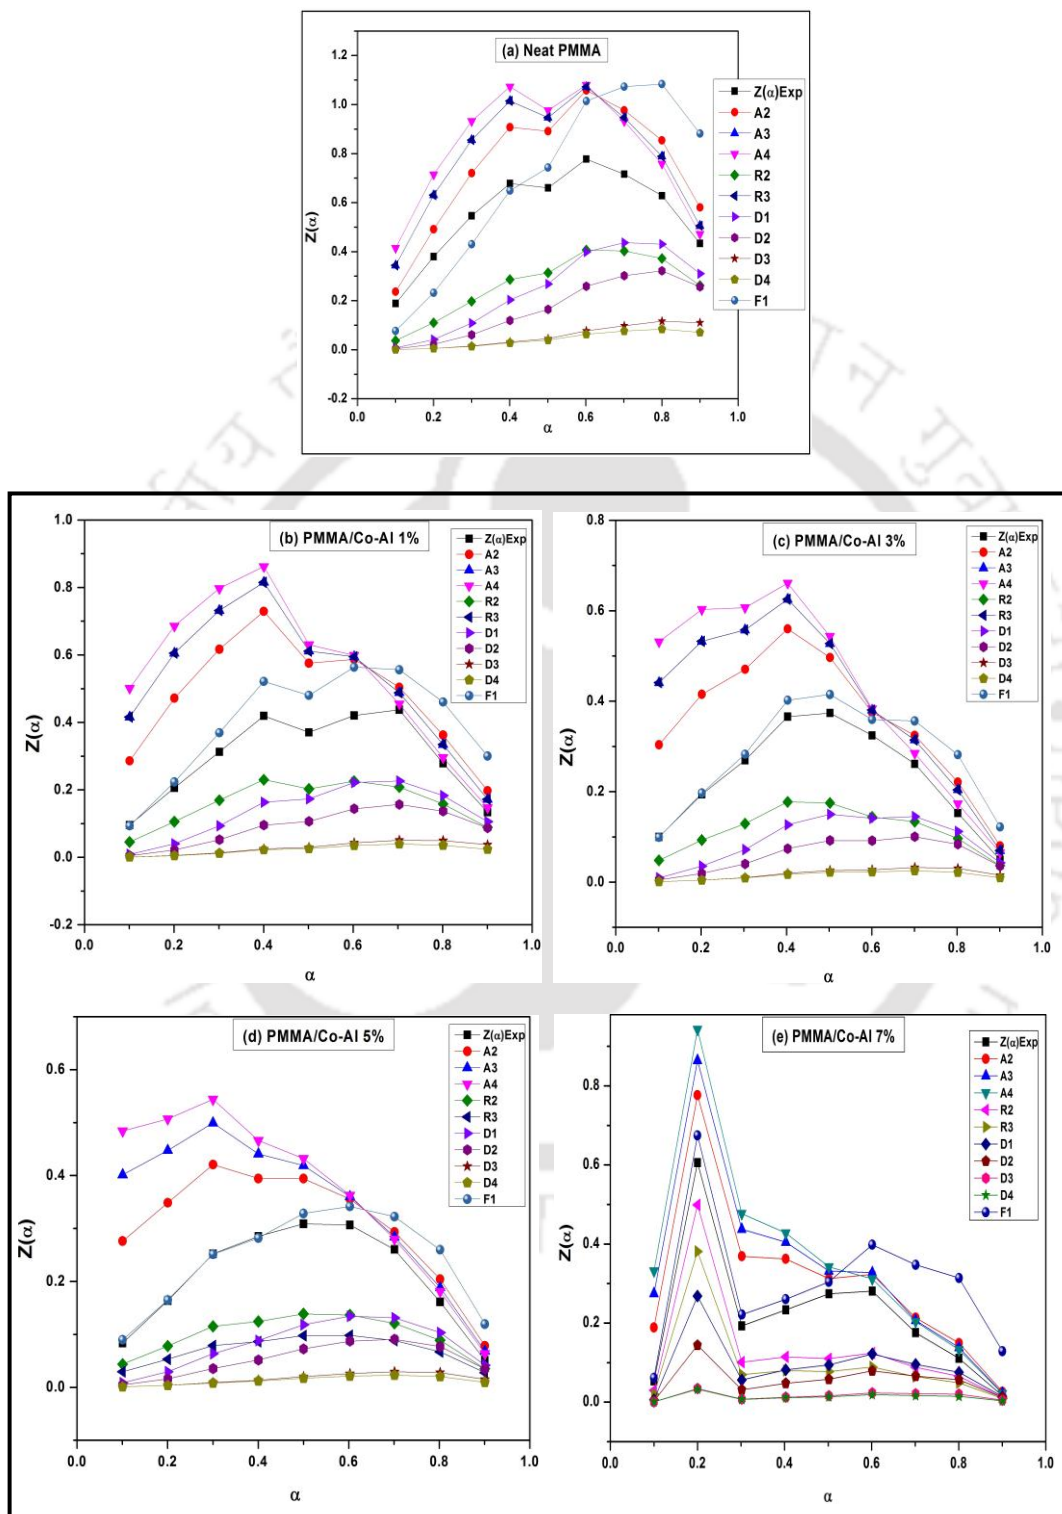 (a) Neat PMMA
1.2
1.0
0.8
0.6
0.4
0.2
0.0
-0.2
0.0 0.2 0.4 0.6 0.8 1.0
Z(α)
α
Z(α)Exp
A2
A3
A4
R2
R3
D1
D2
D3
D4
F1
(b) PMMA/Co-Al 1%
1.0
0.8
0.6
0.4
0.2
0.0
-0.2
0.0 0.2 0.4 0.6 0.8 1.0
Z(α)
α
Z(α)Exp
A2
A3
A4
R2
R3
D1
D2
D3
D4
F1
(c) PMMA/Co-Al 3%
0.8
0.6
0.4
0.2
0.0
0.0 0.2 0.4 0.6 0.8 1.0
Z(α)
α
Z(α)Exp
A2
A3
A4
R2
R3
D1
D2
D3
D4
F1
(d) PMMA/Co-Al 5%
0.6
0.4
0.2
0.0
0.0 0.2 0.4 0.6 0.8 1.0
Z(α)
α
Z(α)Exp
A2
A3
A4
R2
R3
D1
D2
D3
D4
F1
(e) PMMA/Co-Al 7%
0.8
0.6
0.4
0.2
0.0
0.0 0.2 0.4 0.6 0.8 1.0
Z(α)
α
Z(α)Exp
A2
A3
A4
R2
R3
D1
D2
D3
D4
F1